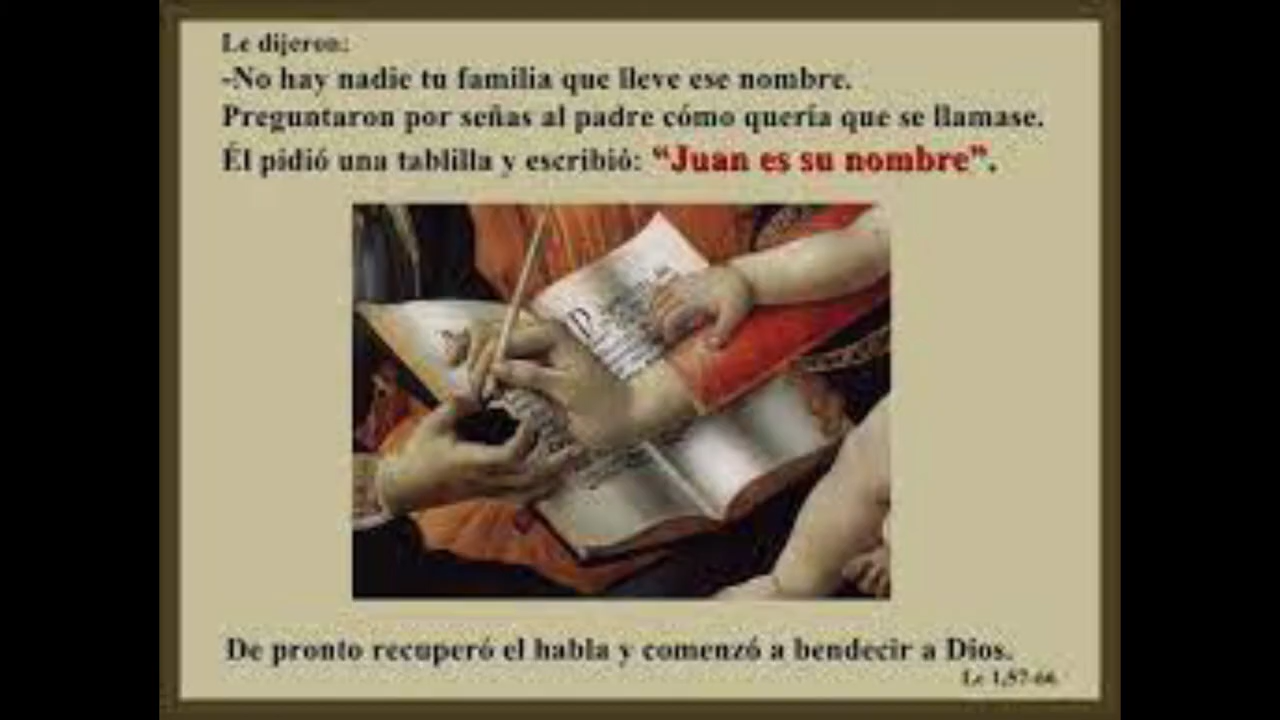 Le dijeron:
-No hay nadie tu familia que lleve ese nombre.
Preguntaron por señas al padre cómo quería que se llamase.
Él pidió una tablilla y escribió: “Juan es su nombre”.
De pronto recuperó el habla y comenzó a bendecir a Dios.
Lc 1,57-66